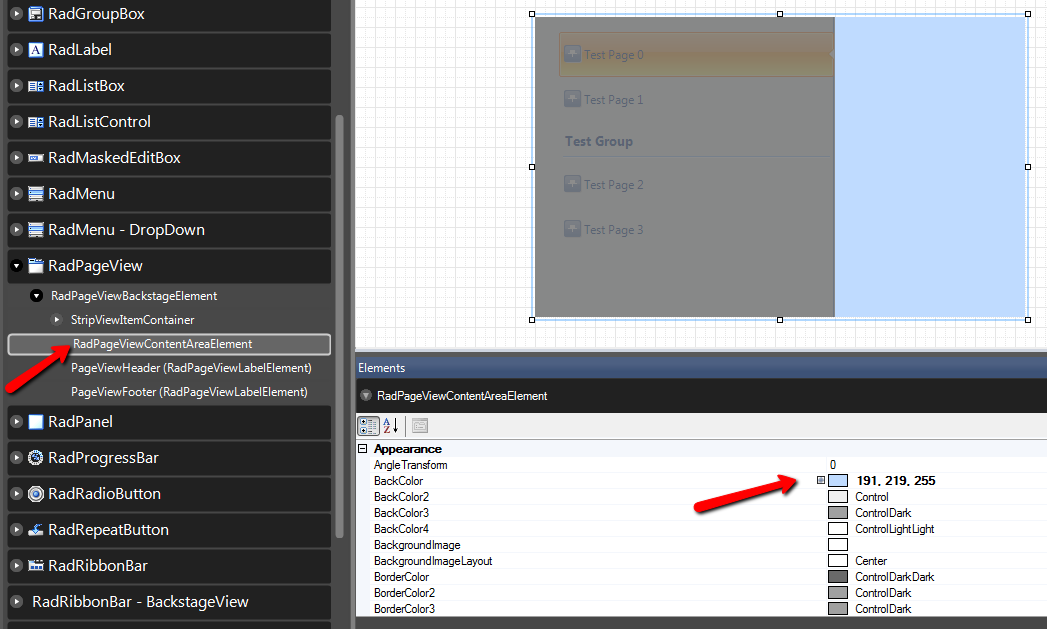 RadGroupBox
RadLabel
RadListBox
RadListControl
RadMaskedEditBox
RadMenu
RadMenu - DropDown
RadPageView
RadPageViewBackstageElement
StripViewItemContainer
RadPageViewContentAreaElement
PageViewHeader (RadPageViewLabelElement)
PageViewFooter (RadPageViewLabelElement)
RadPanel
RadProgressBar
RadRadioButton
RadRepeatButton
RadRibbonBar
RadRibbonBar - BackstageView
Test Page 0
Test Page 1
Test Group
Test Page 2
Test Page 3
Elements
RadPageViewContentAreaElement
Appearance
AngleTransform 0
BackColor 191, 219, 255
BackColor2 Control
BackColor3 ControlDark
BackColor4 ControlLightLight
BackgroundImage
BackgroundImageLayout Center
BorderColor ControlDarkDark
BorderColor2 ControlDark
BorderColor3 ControlDark